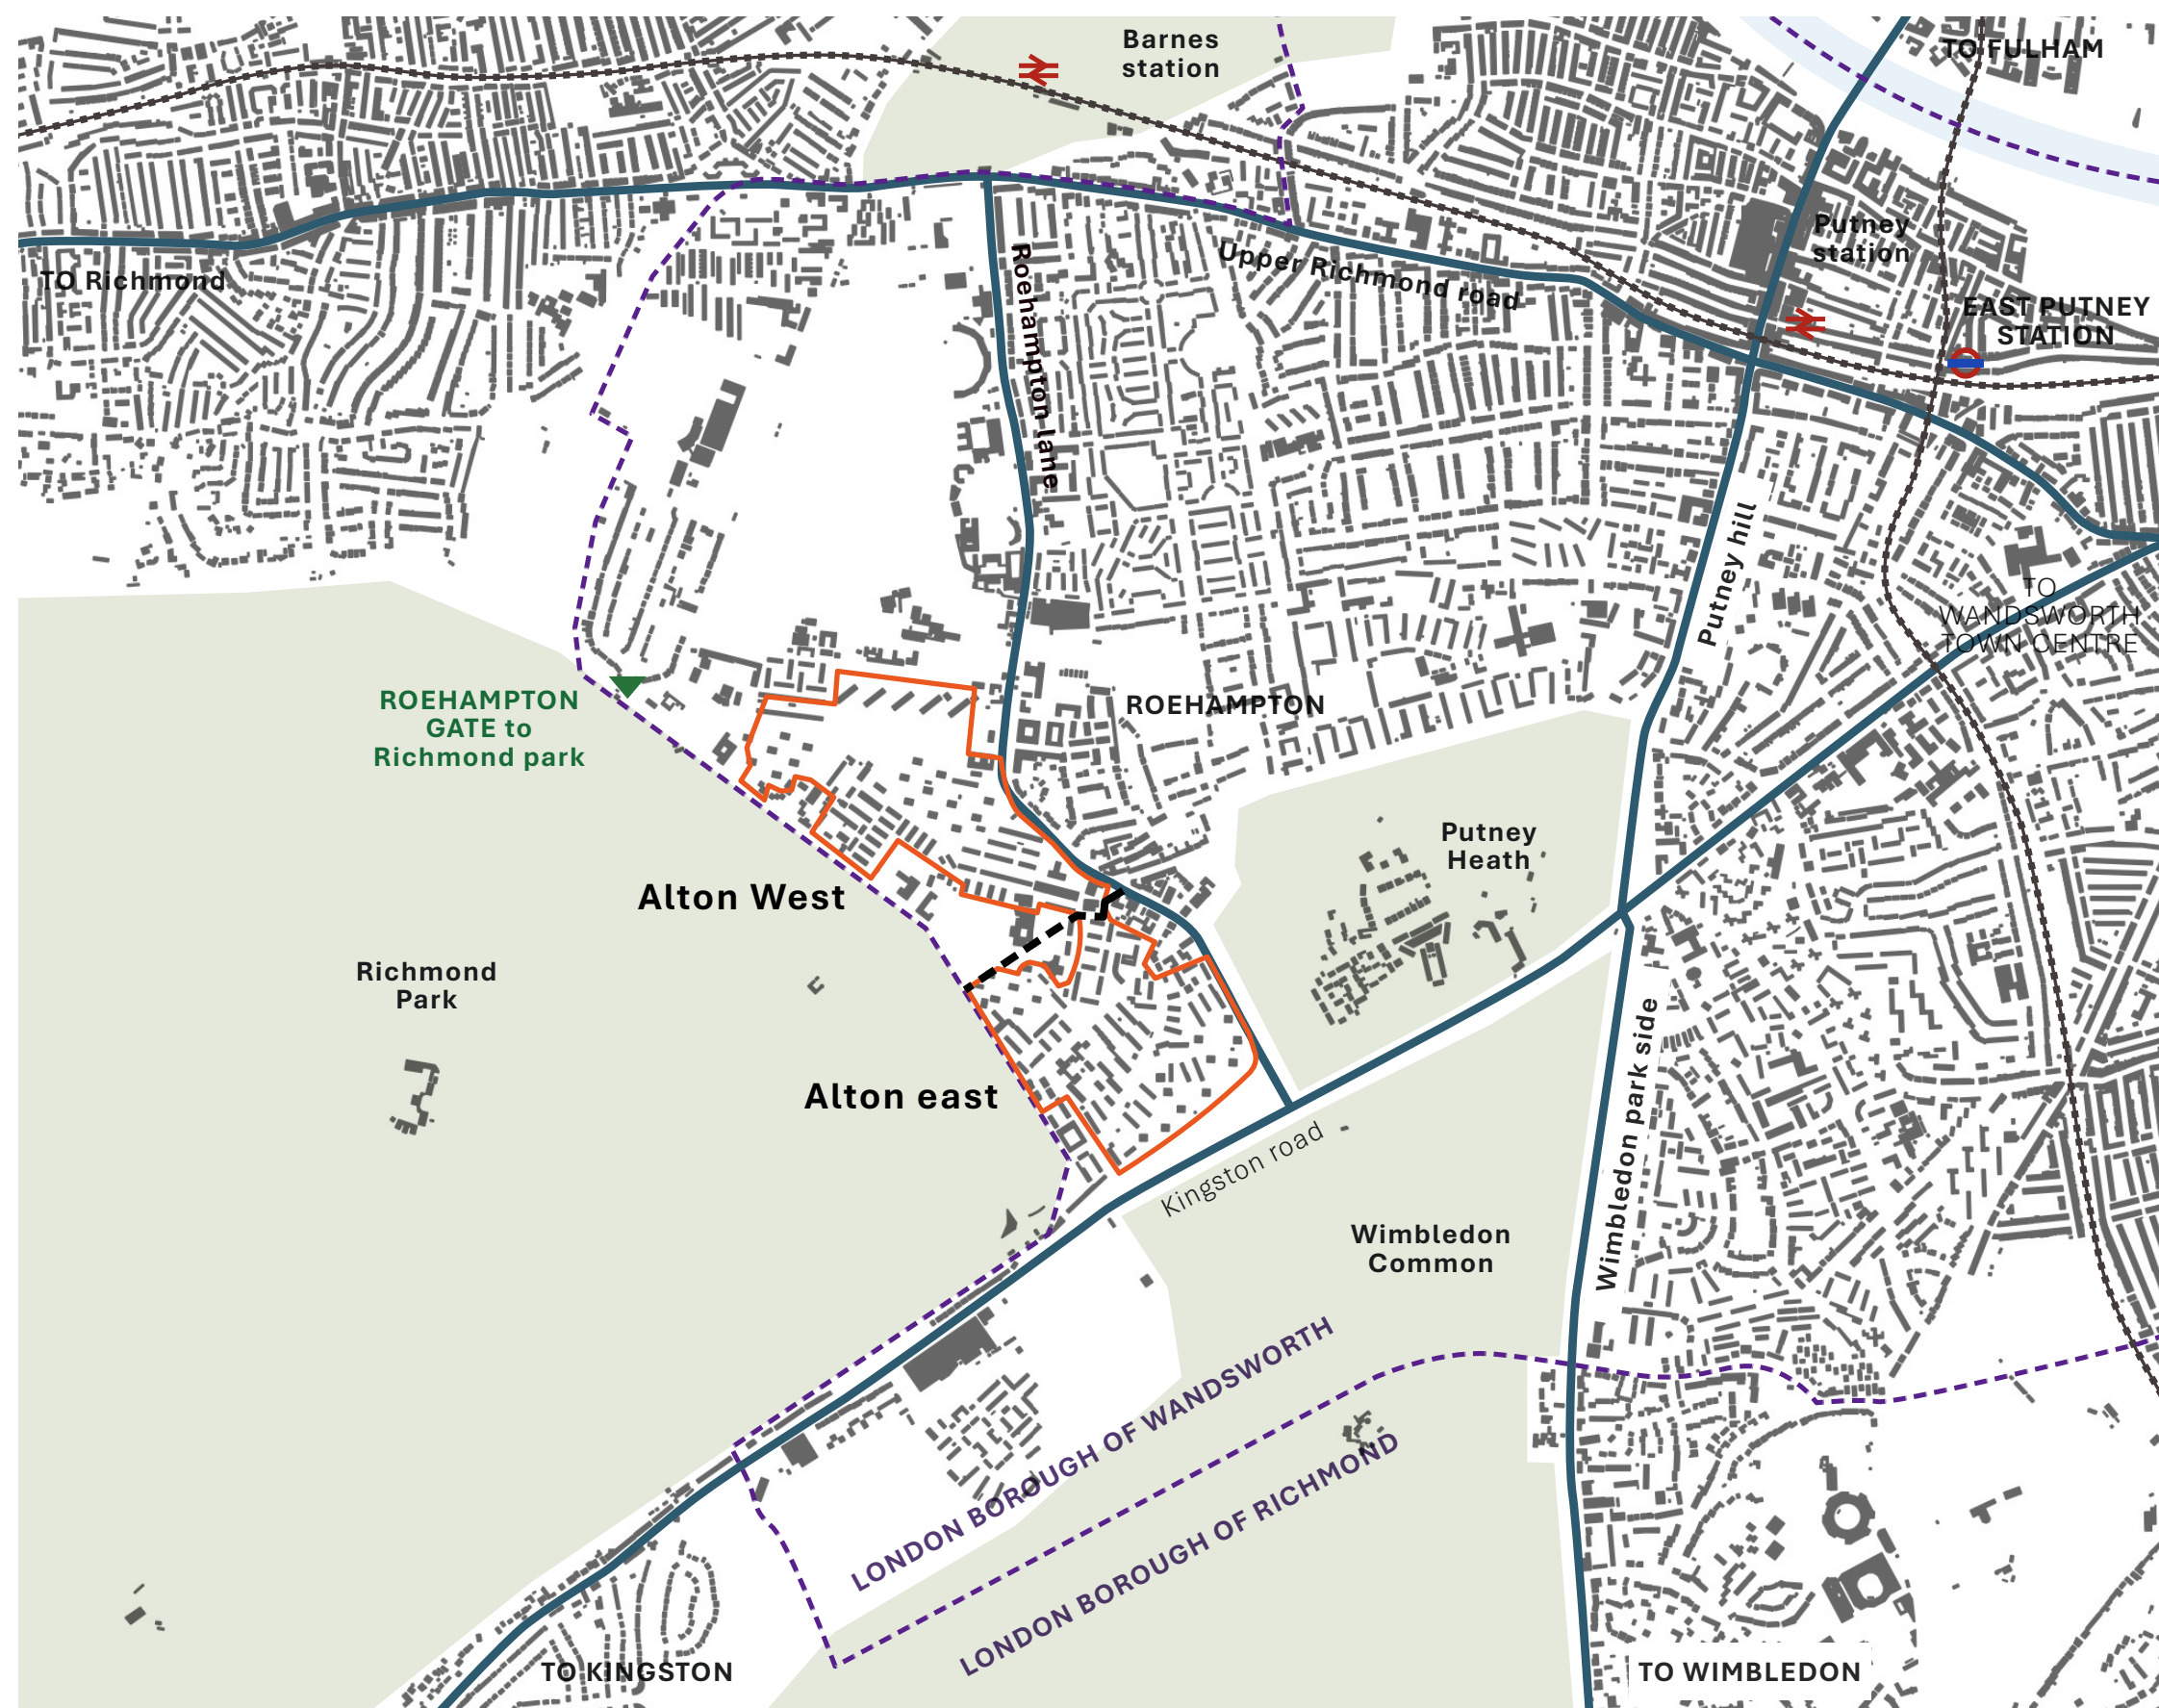 Barnes
station
TO FULHAM
Putney
station
TO Richmond
Roehampton lane
Upper Richmond road
EAST PUTNEY
STATION
Putney hill
TO
WANDSWORTH
TOWN CENTRE
ROEHAMPTON
GATE to
Richmond park
ROEHAMPTON
Putney
Heath
Alton West
Richmond
Park
Alton east
Kingston road
Wimbledon park side
Wimbledon
Common
LONDON BOROUGH OF WANDSWORTH
LONDON BOROUGH OF RICHMOND
TO KINGSTON
TO WIMBLEDON